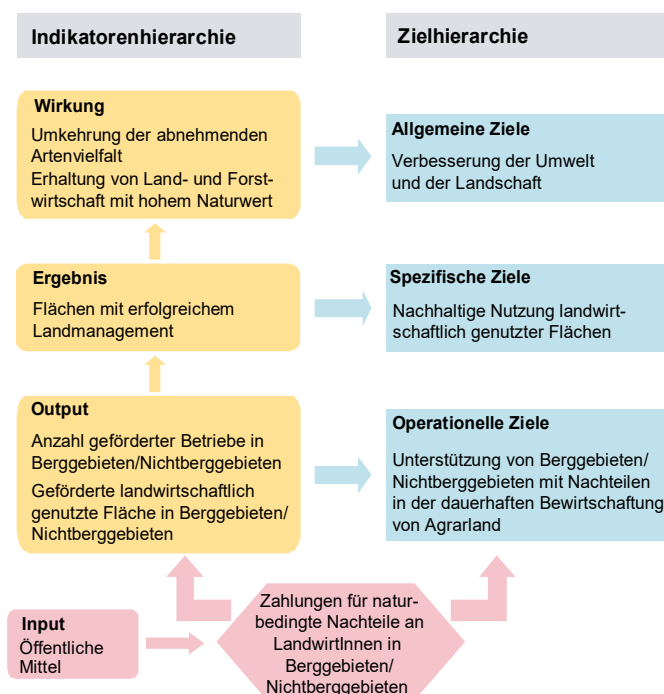 Indikatorenhierarchie
Zielhierarchie
Wirkung
Umkehrung der abnehmenden
Artenvielfalt
Erhaltung von Land- und Forst-
wirtschaft mit hohem Naturwert
Allgemeine Ziele
Verbesserung der Umwelt
und der Landschaft
Ergebnis
Flächen mit erfolgreichem
Landmanagement
Spezifische Ziele
Nachhaltige Nutzung landwirt-
schaftlich genutzter Flächen
Output
Anzahl geförderter Betriebe in
Berggebieten/Nichtberggebieten
Geförderte landwirtschaftlich
genutzte Fläche in Berggebieten/
Nichtberggebieten
Operationelle Ziele
Unterstützung von Berggebieten/
Nichtberggebieten mit Nachteilen
in der dauerhaften Bewirtschaftung
von Agrarland
Input
Öffentliche
Mittel
Zahlungen für natur-
bedingte Nachteile an
LandwirtInnen in
Berggebieten/
Nichtberggebieten